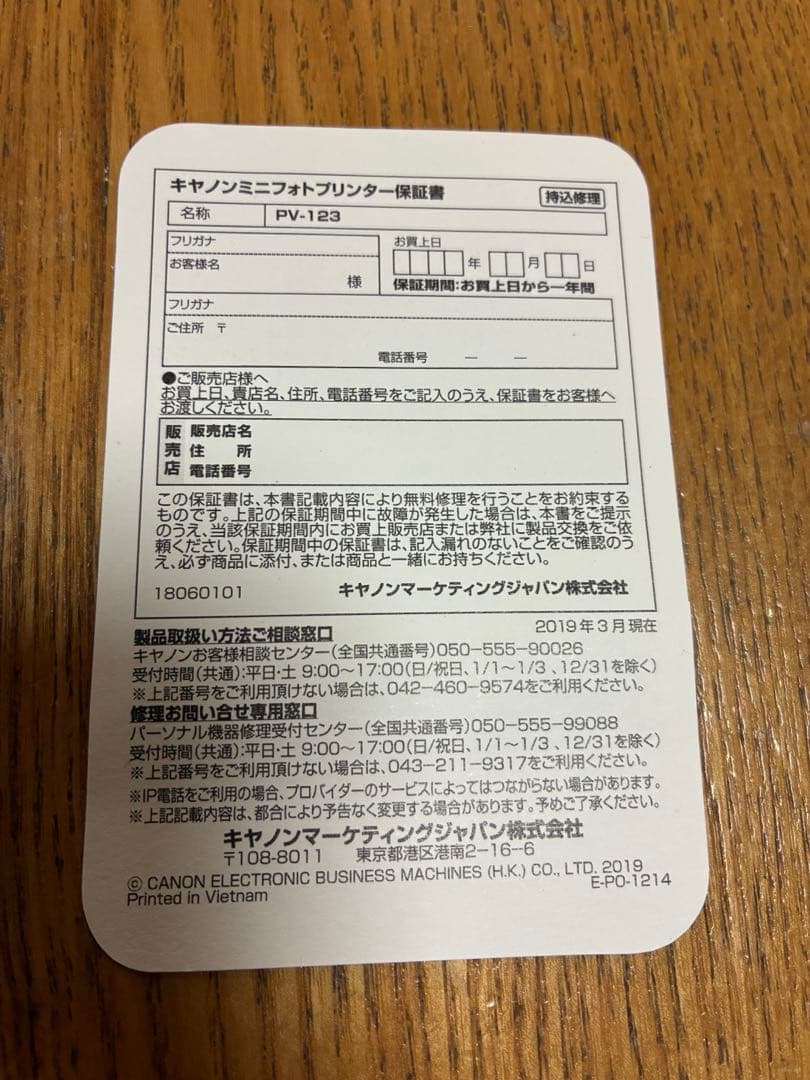 キヤノンミニフォトプリンター保証書 持込修理
名称 PV-123
フリガナ
お買上日
お客様名 様
年 月 日
保証期間:お買上日から一年間
フリガナ
ご住所 〒
電話番号 ー ー
●ご販売店様へ
お買上日、貴店名、住所、電話番号をご記入のうえ、保証書をお客様へ
お渡しください。
販売店
販売店名
住 所
電話番号
この保証書は、本書記載内容により無料修理を行うことをお約束する
ものです。上記の保証期間中に故障が発生した場合は、本書をご提示
のうえ、当該保証期間内にお買上販売店または弊社に製品交換をご依
頼ください。保証期間中の保証書は、記入漏れのないことをご確認のう
え、必ず商品に添付、または商品と一緒にお持ちください。
18060101 キヤノンマーケティングジャパン株式会社
2019年3月現在
製品取扱い方法ご相談窓口
キヤノンお客様相談センター(全国共通番号)050-555-90026
受付時間(共通):平日・土 9:00~17:00(日/祝日、1/1~1/3 、12/31を除く)
※上記番号をご利用頂けない場合は、042-460-9574をご利用ください。
修理お問い合せ専用窓口
パーソナル機器修理受付センター(全国共通番号)050-555-99088
受付時間(共通):平日・土 9:00~17:00(日/祝日、1/1~1/3 、12/31を除く)
※上記番号をご利用頂けない場合は、043-211-9317をご利用ください。
※IP電話をご利用の場合、プロバイダーのサービスによってはつながらない場合があります。
※上記記載内容は、都合により予告なく変更する場合があります。予めご了承ください。
キヤノンマーケティングジャパン株式会社
〒108-8011 東京都港区港南2-16-6
© CANON ELECTRONIC BUSINESS MACHINES (H.K.) CO., LTD. 2019
E-PO-1214
Printed in Vietnam